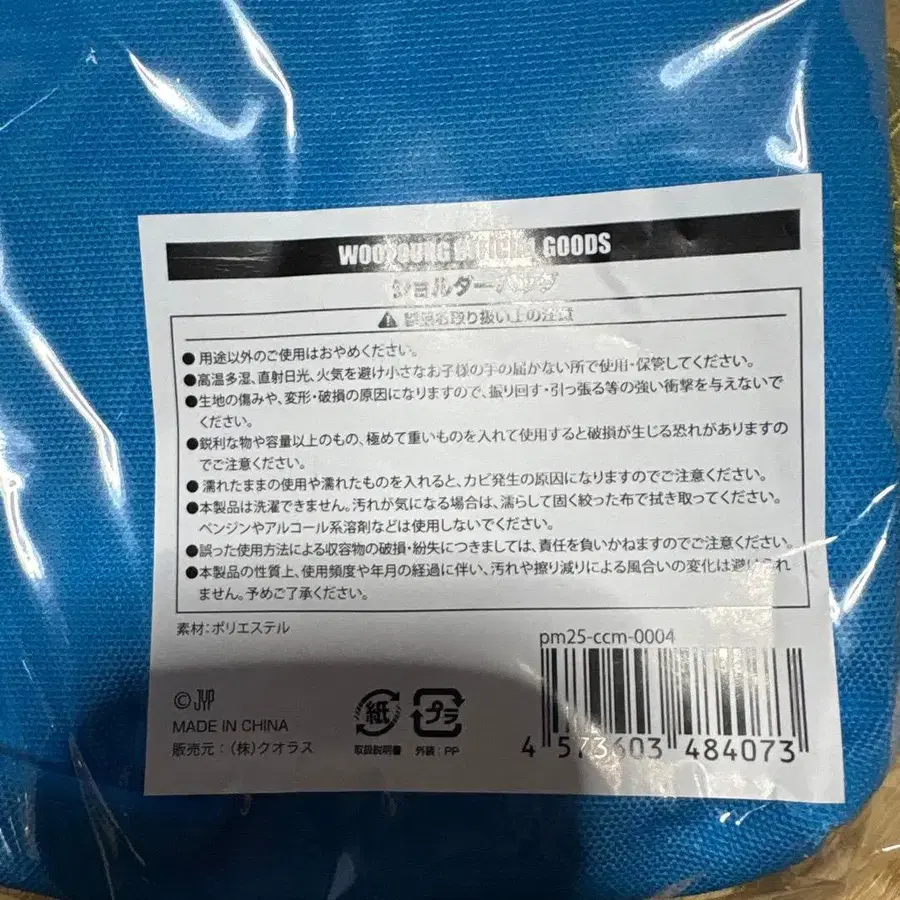 WOOYOUNG OFFICIAL GOODS
ショルダーバッグ
取り扱い上の注意
● 用途以外のご使用はおやめください。
●高温多湿、直射日光、火気を避け小さなお子様の手の届かない所で使用・保管してください。
●生地の傷みや、変形・破損の原因になりますので、振り回す・引っ張る等の強い衝撃を与えないで
ください。
●鋭利な物や容量以上のもの、極めて重いものを入れて使用すると破損が生じる恐れがありますの
でご注意ください。
● 濡れたままの使用や濡れたものを入れると、カビ発生の原因になりますのでご注意ください。
●本製品は洗濯できません。汚れが気になる場合は、濡らして固く絞った布で拭き取ってください。
ベンジンやアルコール系溶剤などは使用しないでください。
●誤った使用方法による収容物の破損・紛失につきましては、責任を負いかねますのでご注意ください。
●本製品の性質上、使用頻度や年月の経過に伴い、汚れや擦り減りによる風合いの変化は避けられ
ません。予めご了承ください。
素材:ポリエステル
pm25-ccm-0004
© JYP
MADE IN CHINA
販売元:(株)クオラス
紙
取扱説明書
プラ
外装:PP
4 573603 484073